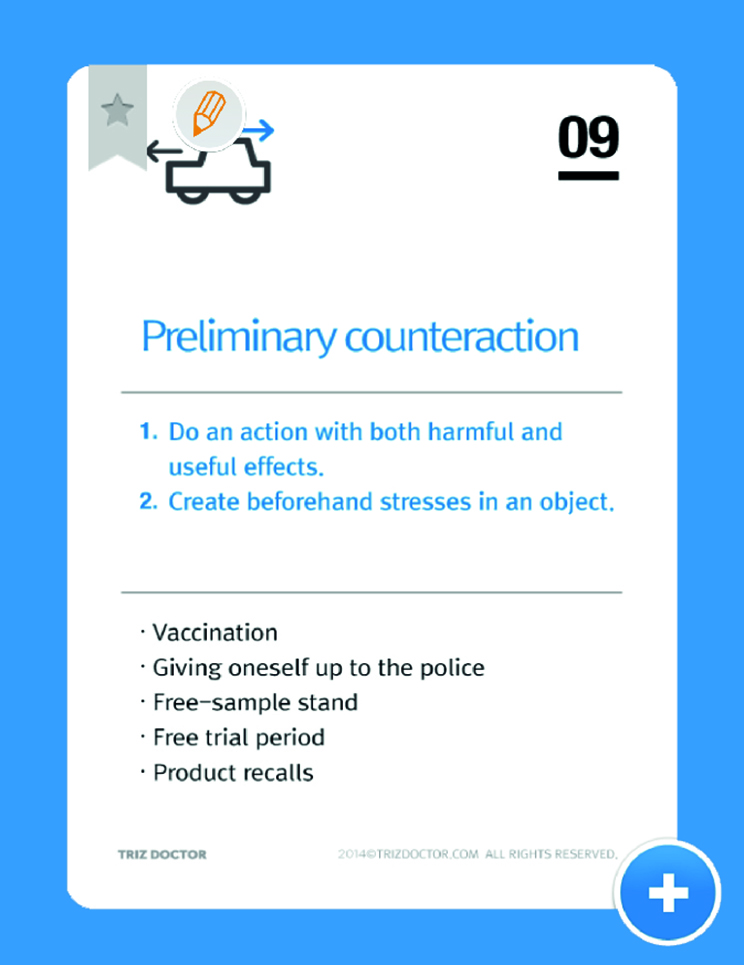 09
Preliminary counteraction
1. Do an action with both harmful and
useful effects.
2. Create beforehand stresses in an object.
· Vaccination
· Giving oneself up to the police
· Free-sample stand
· Free trial period
· Product recalls
TRIZ DOCTOR 2014©TRIZDOCTOR.COM ALL RIGHTS RESERVED.